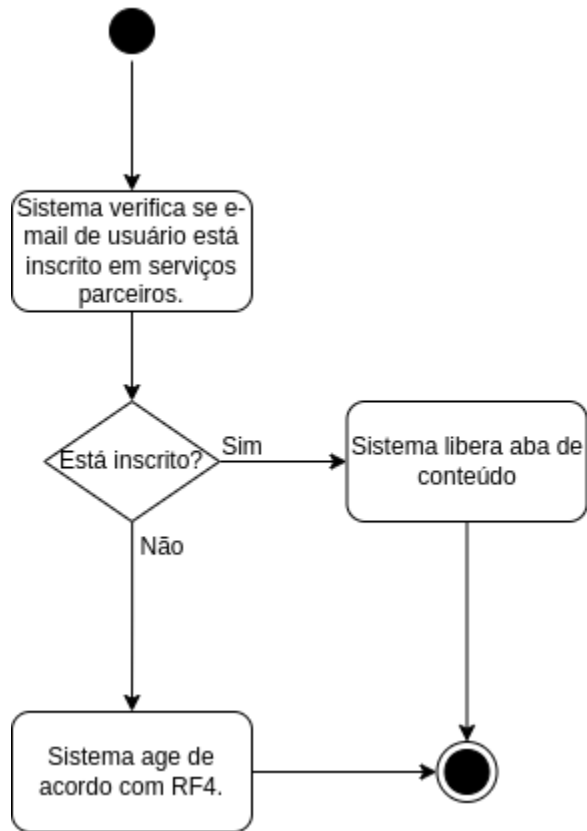 Sistema verifica se e-
mail de usuário está
inscrito em serviços
parceiros.
Está inscrito?
Sim
Sistema libera aba de
conteúdo
Não
Sistema age de
acordo com RF4.